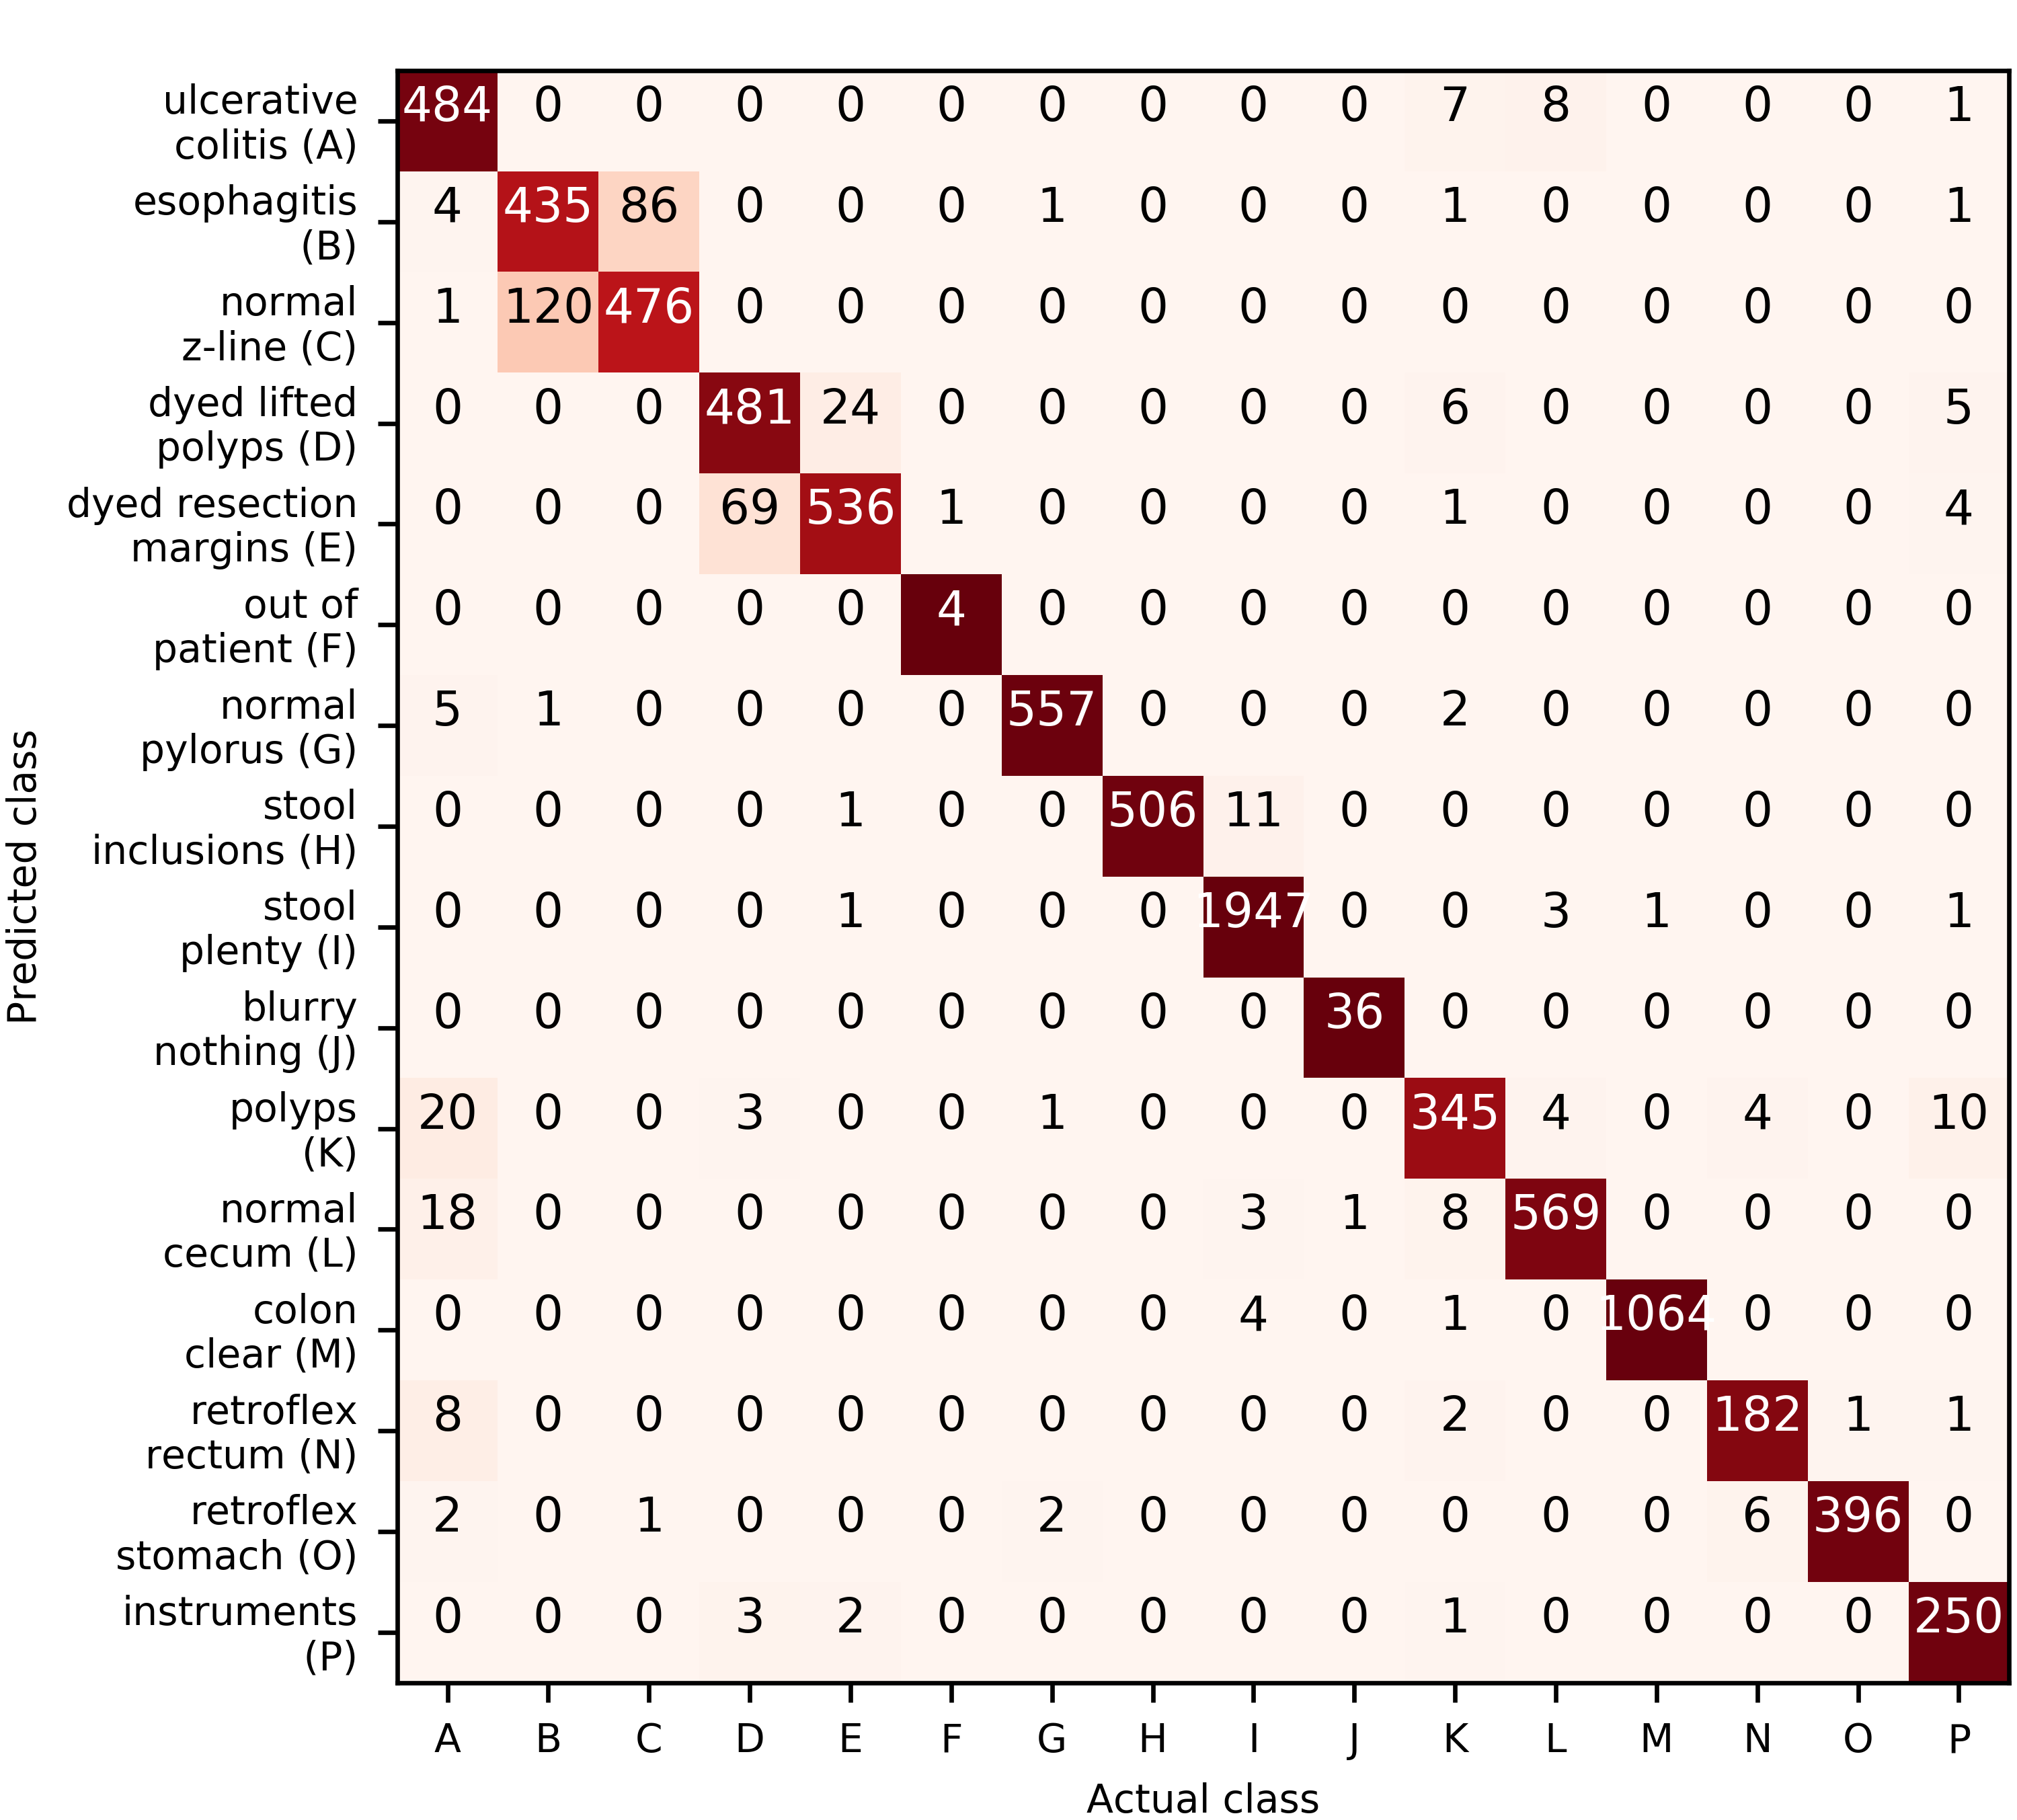 ulcerative
colitis (A)
484 0 0 0 0 0 0 0 0 0 7 8 0 0 0 1
esophagitis
(B)
4 435 86 0 0 0 1 0 0 0 1 0 0 0 0 1
normal
z-line (C)
1 120 476 0 0 0 0 0 0 0 0 0 0 0 0 0
dyed lifted
polyps (D)
0 0 0 481 24 0 0 0 0 0 6 0 0 0 0 5
dyed resection
margins (E)
0 0 0 69 536 1 0 0 0 0 1 0 0 0 0 4
out of
patient (F)
0 0 0 0 0 4 0 0 0 0 0 0 0 0 0 0
normal
pylorus (G)
5 1 0 0 0 0 557 0 0 0 2 0 0 0 0 0
stool
inclusions (H)
0 0 0 0 1 0 0 506 11 0 0 0 0 0 0 0
stool
plenty (I)
0 0 0 0 1 0 0 0 1947 0 0 3 1 0 0 1
blurry
nothing (J)
0 0 0 0 0 0 0 0 0 36 0 0 0 0 0 0
polyps
(K)
20 0 0 3 0 0 1 0 0 0 345 4 0 4 0 10
normal
cecum (L)
18 0 0 0 0 0 0 0 3 1 8 569 0 0 0 0
colon
clear (M)
0 0 0 0 0 0 0 0 4 0 1 0 1064 0 0 0
retroflex
rectum (N)
8 0 0 0 0 0 0 0 0 0 2 0 0 182 1 1
retroflex
stomach (O)
2 0 1 0 0 0 2 0 0 0 0 0 0 6 396 0
instruments
(P)
0 0 0 3 2 0 0 0 0 0 1 0 0 0 0 250
Predicted class
A B C D E F G H I J K L M N O P
Actual class